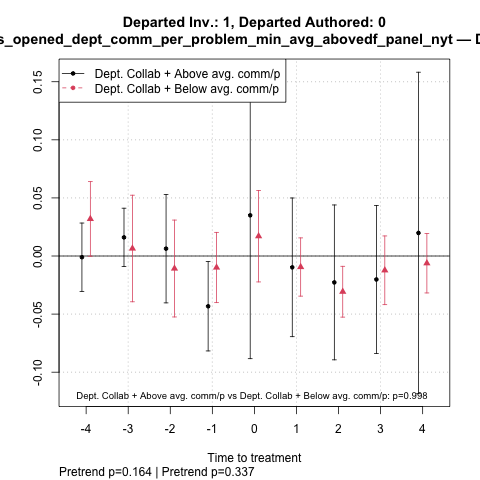 Departed Inv.: 1, Departed Authored: 0
s_opened_dept_comm_per_problem_min_avg_abovedf_panel_nyt —
Dept. Collab + Above avg. comm/p
Dept. Collab + Below avg. comm/p
0.15
0.10
0.05
0.00
-0.05
-0.10
Dept. Collab + Above avg. comm/p vs Dept. Collab + Below avg. comm/p: p=0.998
-4 -3 -2 -1 0 1 2 3 4
Time to treatment
Pretrend p=0.164 | Pretrend p=0.337